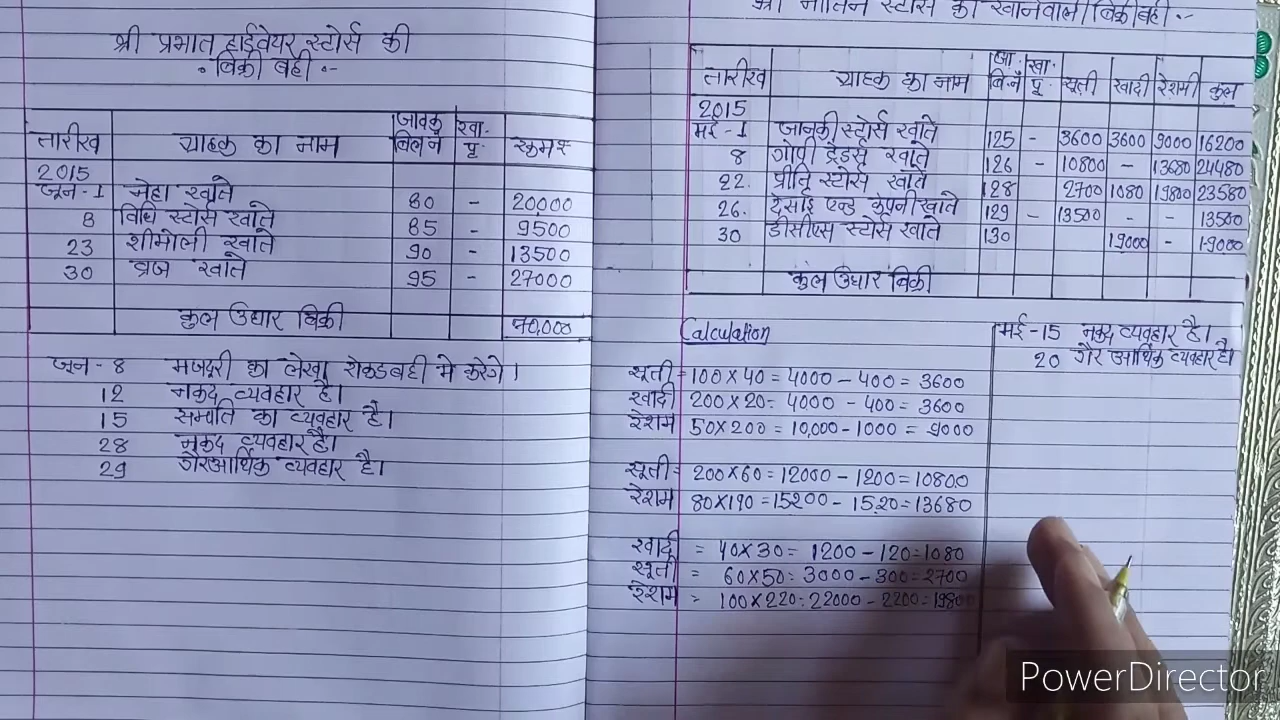 श्री प्रभात हार्डवेयर स्टोर्स की
बिक्री बही :-
तारीख ग्राहक का नाम जावक बिल नं खा. पृ. रकम ₹
2015
जून-1 नेहा खाते 80 - 20000
8 विधि स्टोर्स खाते 85 - 9500
23 शीमोली खाते 90 - 13500
30 व्रज खाते 95 - 27000
कुल उधार बिक्री 70,000
जून - 8 मजदूरी का लेखा रोकडबही मे करेगे।
12 नकद व्यवहार है।
15 सम्पति का व्यवहार है।
28 नकद व्यवहार है।
29 गैरआर्थिक व्यवहार है।
श्री नीतिन स्टोर्स की खानेवाली बिक्रीबही :-
तारीख ग्राहक का नाम जा. बि.नं खा. पृ. सूती खादी रेशमी कुल
2015
मई -1 जानकी स्टोर्स खाते 125 - 3600 3600 9000 16200
8 गोपी ट्रेडर्स खाते 126 - 10800 - 13680 24480
22. प्रीति स्टोर्स खाते 128 2700 1080 19800 23580
26. देसाई एन्ड कंपनी खाते 129 - 13500 - - 13500
30 डीसीएस स्टोर्स खाते 130 19000 - 19000
कुल उधार बिक्री
Calculation
सूती = 100 × 40 = 4000 - 400 = 3600
खादी 200 × 20 = 4000 - 400 = 3600
रेशम 50 × 200 = 10,000 - 1000 = 9000
सूती = 200 × 60 = 12000 - 1200 = 10800
रेशम 80 × 190 = 15200 - 1520 = 13680
खादी = 40 × 30 = 1200 - 120 = 1080
सूती = 60 × 50 = 3000 - 300 = 2700
रेशम = 100 × 220 = 22000 - 2200 = 19800
मई -15 नकद व्यवहार है।
20 गैर आर्थिक व्यवहार है।
PowerDirector